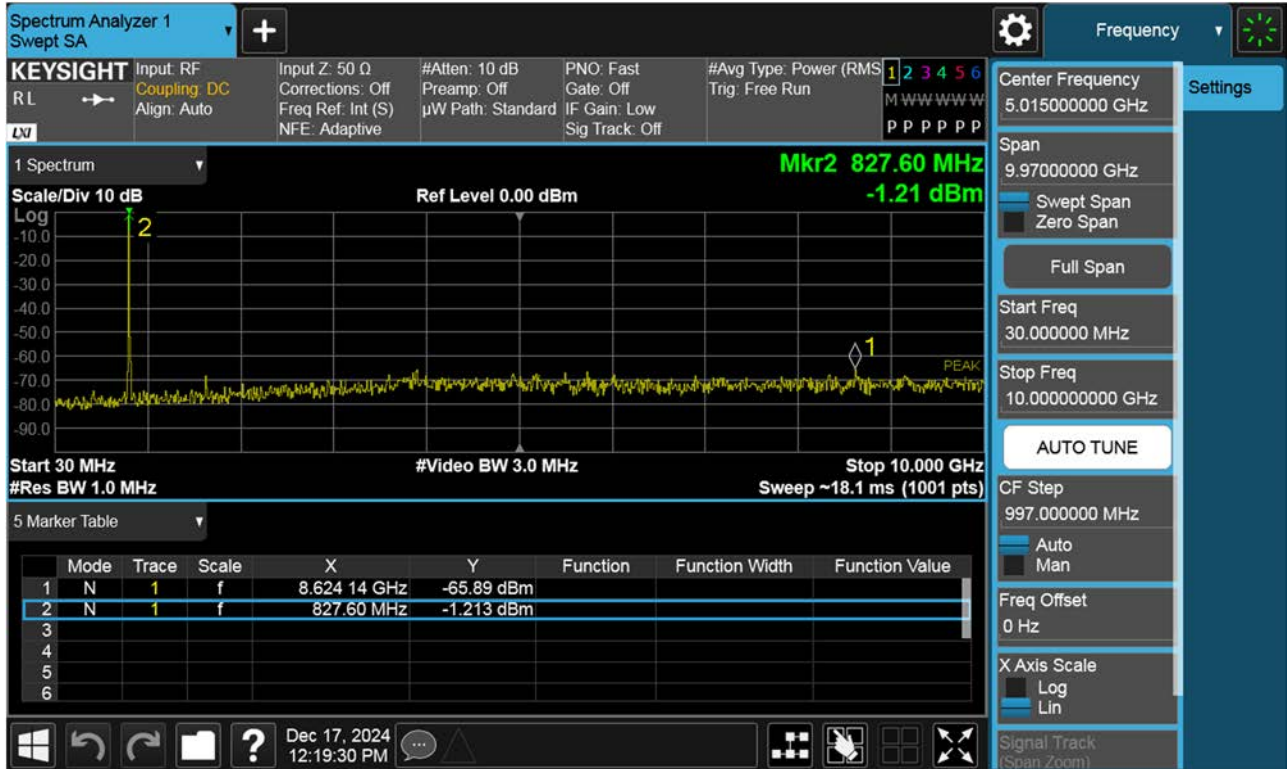 Spectrum Analyzer 1
Swept SA
+
Frequency
KEYSIGHT
RL
LXI
Input: RF
Coupling: DC
Align: Auto
Input Z: 50 Ω
Corrections: Off
Freq Ref: Int (S)
NFE: Adaptive
#Atten: 10 dB
Preamp: Off
µW Path: Standard
PNO: Fast
Gate: Off
IF Gain: Low
Sig Track: Off
#Avg Type: Power (RMS
Trig: Free Run
1 2 3 4 5 6
M W W W W W
P P P P P P
1 Spectrum
Mkr2 827.60 MHz
-1.21 dBm
Scale/Div 10 dB
Ref Level 0.00 dBm
Log
-10.0
-20.0
-30.0
-40.0
-50.0
-60.0
-70.0
-80.0
-90.0
2
1
PEAK
Start 30 MHz
#Video BW 3.0 MHz
Stop 10.000 GHz
#Res BW 1.0 MHz
Sweep ~18.1 ms (1001 pts)
5 Marker Table
Mode Trace Scale X Y Function Function Width Function Value
1 N 1 f 8.624 14 GHz -65.89 dBm
2 N 1 f 827.60 MHz -1.213 dBm
3
4
5
6
?
Dec 17, 2024
12:19:30 PM
Center Frequency
5.015000000 GHz
Settings
Span
9.97000000 GHz
Swept Span
Zero Span
Full Span
Start Freq
30.000000 MHz
Stop Freq
10.000000000 GHz
AUTO TUNE
CF Step
997.000000 MHz
Auto
Man
Freq Offset
0 Hz
X Axis Scale
Log
Lin
Signal Track
(Span Zoom)